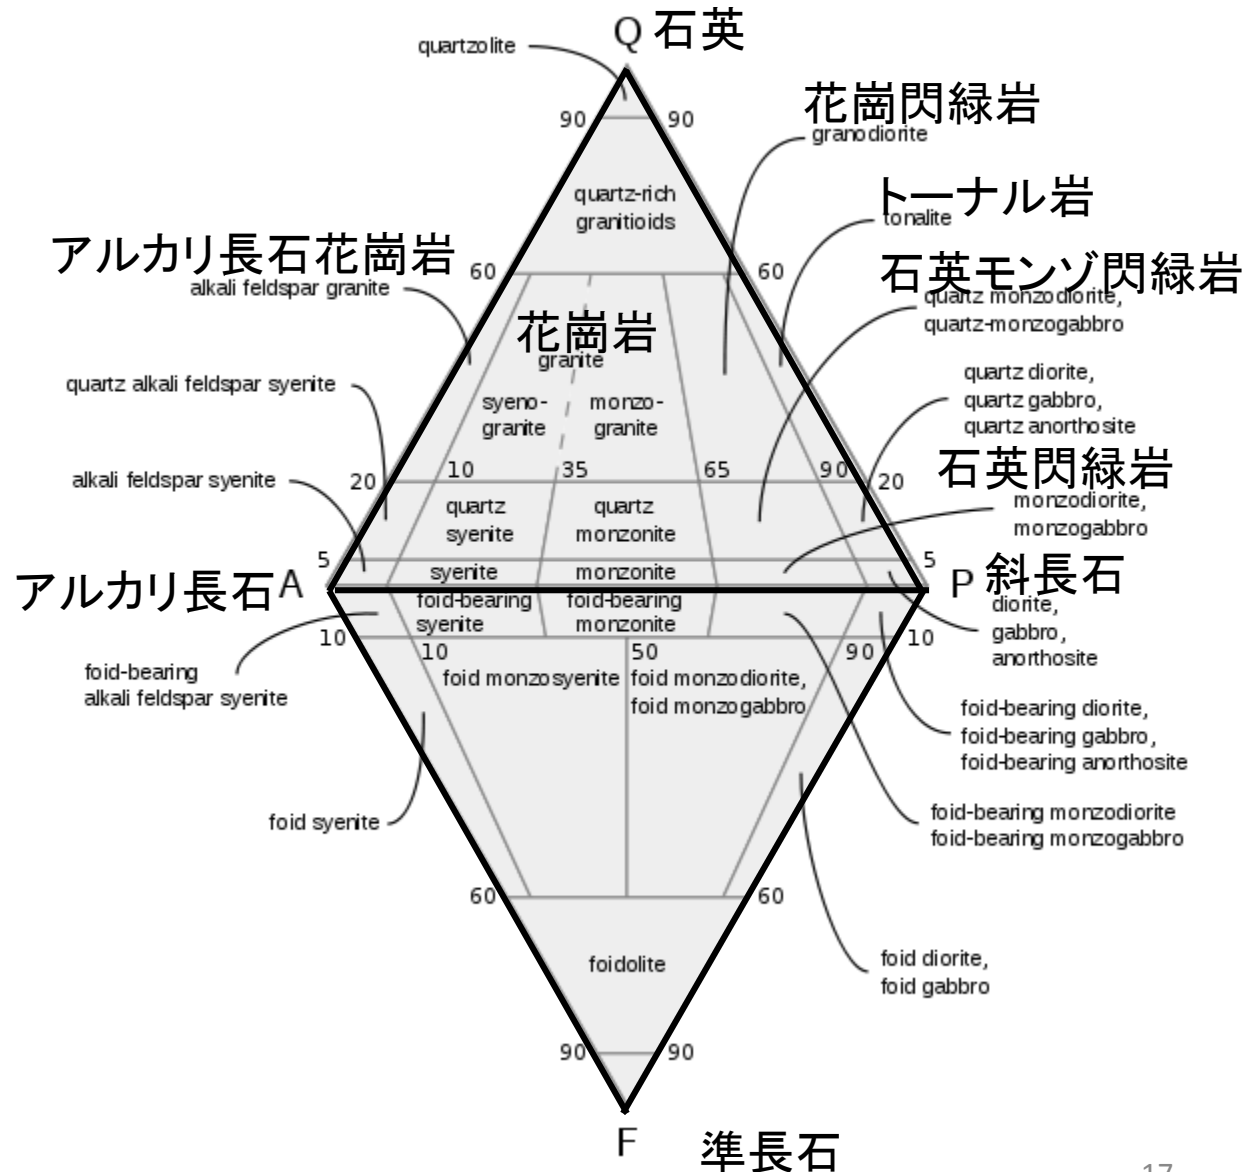 Q 石英
quartzolite
花崗閃緑岩
90
90
granodiorite
quartz-rich
granitioids
トーナル岩
tonalite
アルカリ長石花崗岩
60
60
石英モンゾ閃緑岩
alkali feldspar granite
quartz monzodiorite,
quartz-monzogabbro
花崗岩
granite
quartz alkali feldspar syenite
quartz diorite,
quartz gabbro,
quartz anorthosite
syeno-
granite
monzo-
granite
石英閃緑岩
alkali feldspar syenite
20
10
35
65
90
20
monzodiorite,
monzogabbro
quartz
syenite
quartz
monzonite
5
5
syenite
monzonite
アルカリ長石 A
P 斜長石
foid-bearing
syenite
foid-bearing
monzonite
diorite,
gabbro,
anorthosite
10
10
50
90
10
foid-bearing
alkali feldspar syenite
foid monzosyenite
foid monzodiorite,
foid monzogabbro
foid-bearing diorite,
foid-bearing gabbro,
foid-bearing anorthosite
foid syenite
foid-bearing monzodiorite
foid-bearing monzogabbro
60
60
foidolite
foid diorite,
foid gabbro
90
90
F 準長石
17